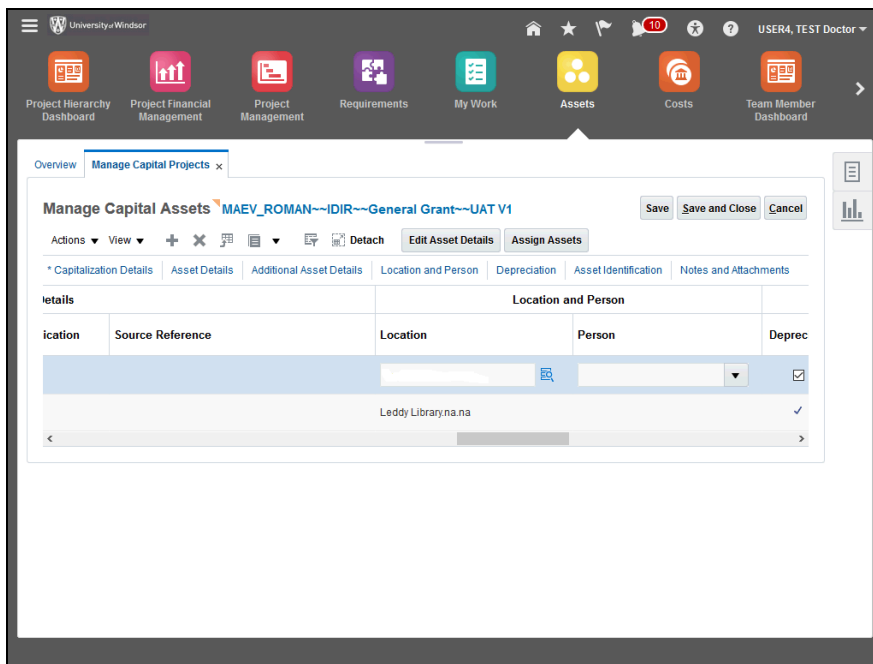 University of Windsor
10
USER4, TEST Doctor
Project Hierarchy Dashboard
Project Financial Management
Project Management
Requirements
My Work
Assets
Costs
Team Member Dashboard
Overview
Manage Capital Projects x
Manage Capital Assets MAEV_ROMAN~~IDIR~~General Grant~~UAT V1
Save Save and Close Cancel
Actions View Detach Edit Asset Details Assign Assets
* Capitalization Details Asset Details Additional Asset Details Location and Person Depreciation Asset Identification Notes and Attachments
etails Location and Person
ication Source Reference Location Person Deprec
Leddy Library.na.na